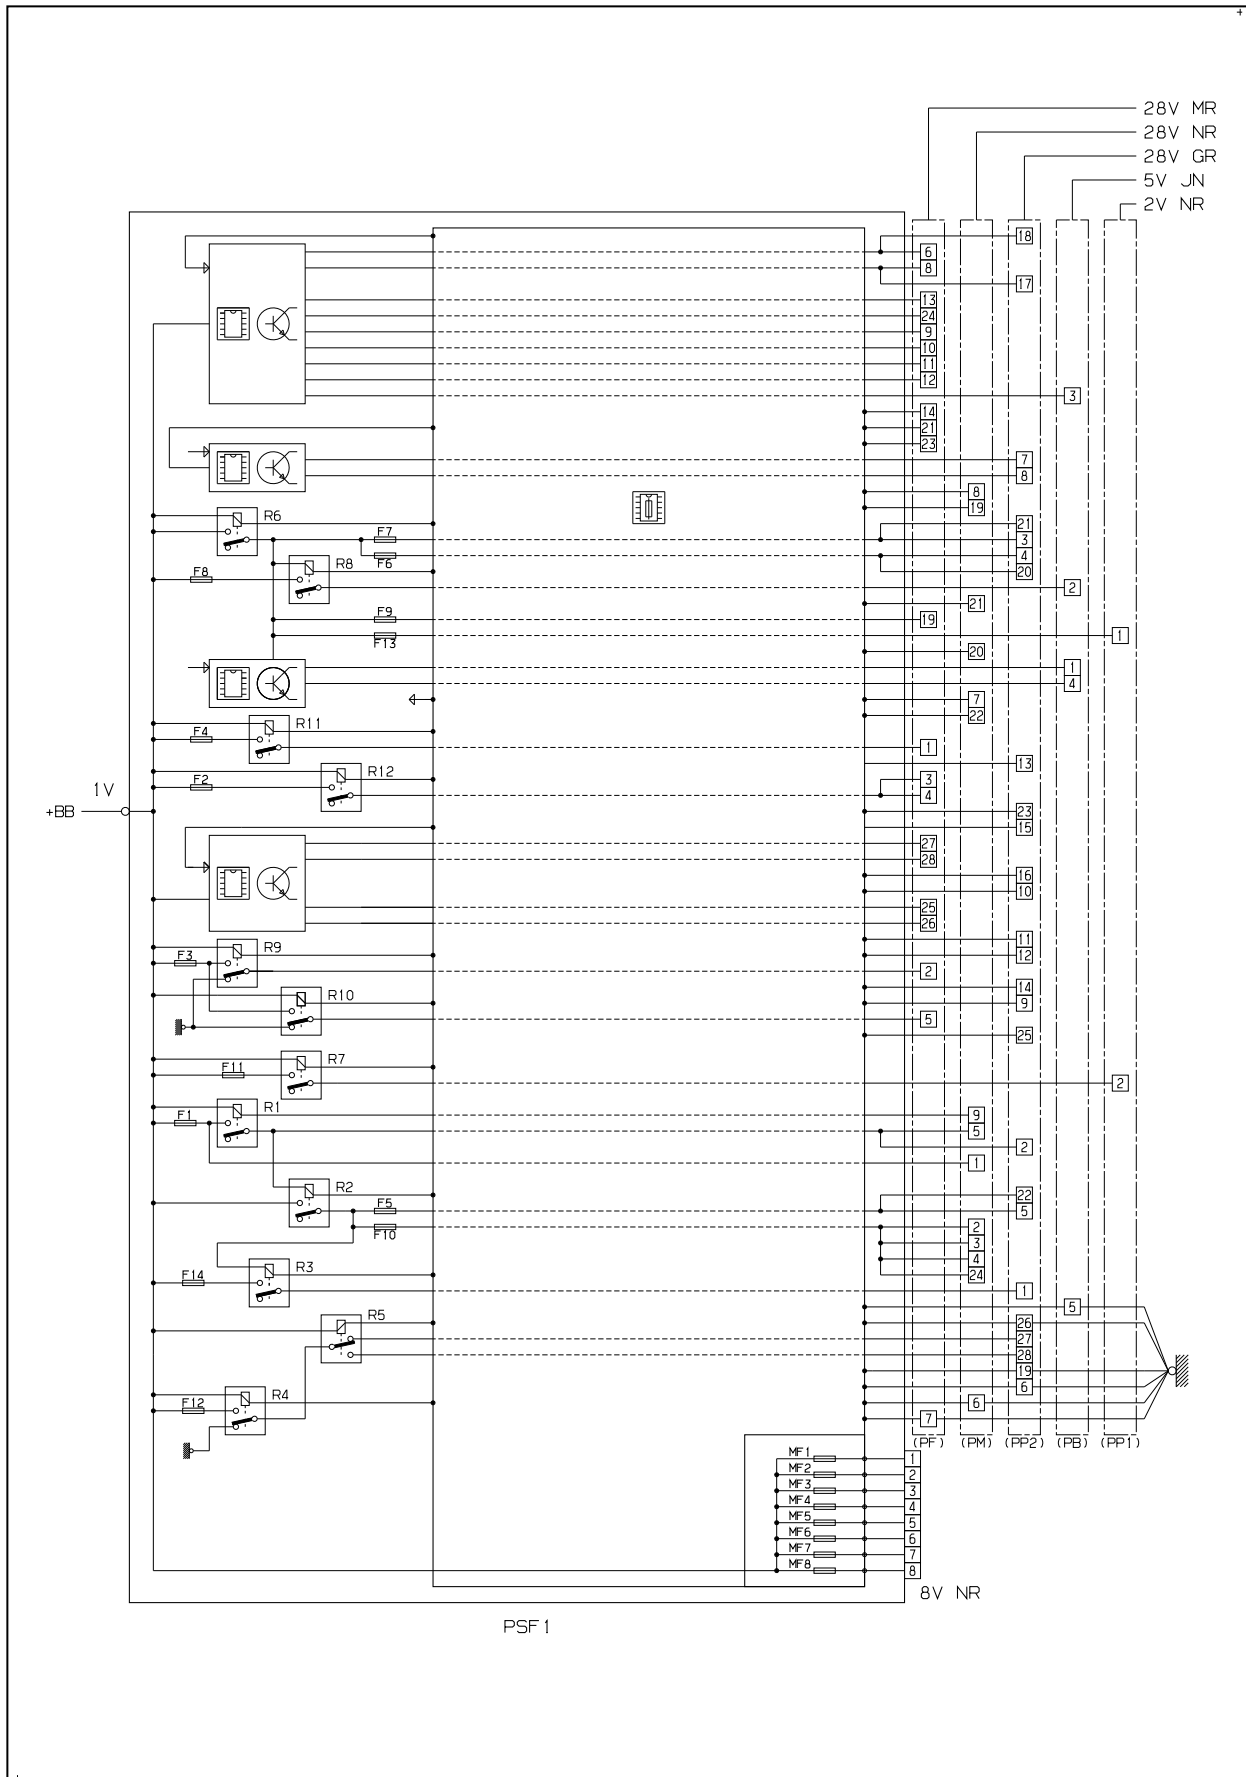 +
28V MR
28V NR
28V GR
5V JN
2V NR
18
6
8
17
13
24
9
10
11
12
3
14
21
23
7
8
8
19
R6
21
F7
3
F6
4
R8
20
F8
2
21
F9
19
F13
1
20
1
4
7
22
R11
F4
1
13
R12
F2
3
4
1V
+BB
23
15
27
28
16
10
25
26
11
R9
F3
12
2
14
R10
9
5
25
R7
F11
2
R1
9
F1
5
2
1
R2
22
F5
5
F10
2
3
4
24
R3
F14
1
5
R5
26
27
28
19
6
R4
F12
6
7
(PF) (PM) (PP2) (PB) (PP1)
MF1 1
MF2 2
MF3 3
MF4 4
MF5 5
MF6 6
MF7 7
MF8 8
8V NR
PSF1